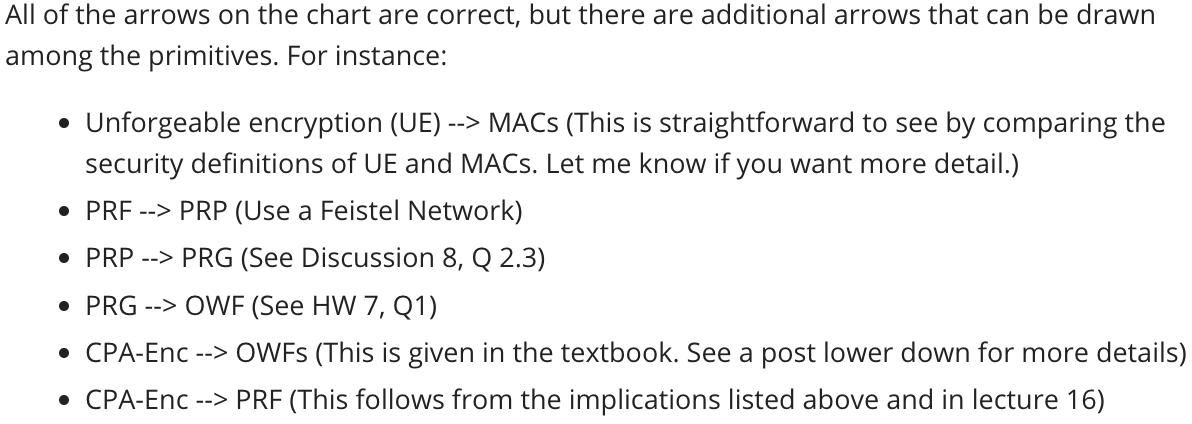 All of the arrows on the chart are correct, but there are additional arrows that can be drawn
among the primitives. For instance:
• Unforgeable encryption (UE) --> MACs (This is straightforward to see by comparing the
security definitions of UE and MACs. Let me know if you want more detail.)
• PRF --> PRP (Use a Feistel Network)
• PRP --> PRG (See Discussion 8, Q 2.3)
• PRG --> OWF (See HW 7, Q1)
• CPA-Enc --> OWFs (This is given in the textbook. See a post lower down for more details)
• CPA-Enc --> PRF (This follows from the implications listed above and in lecture 16)